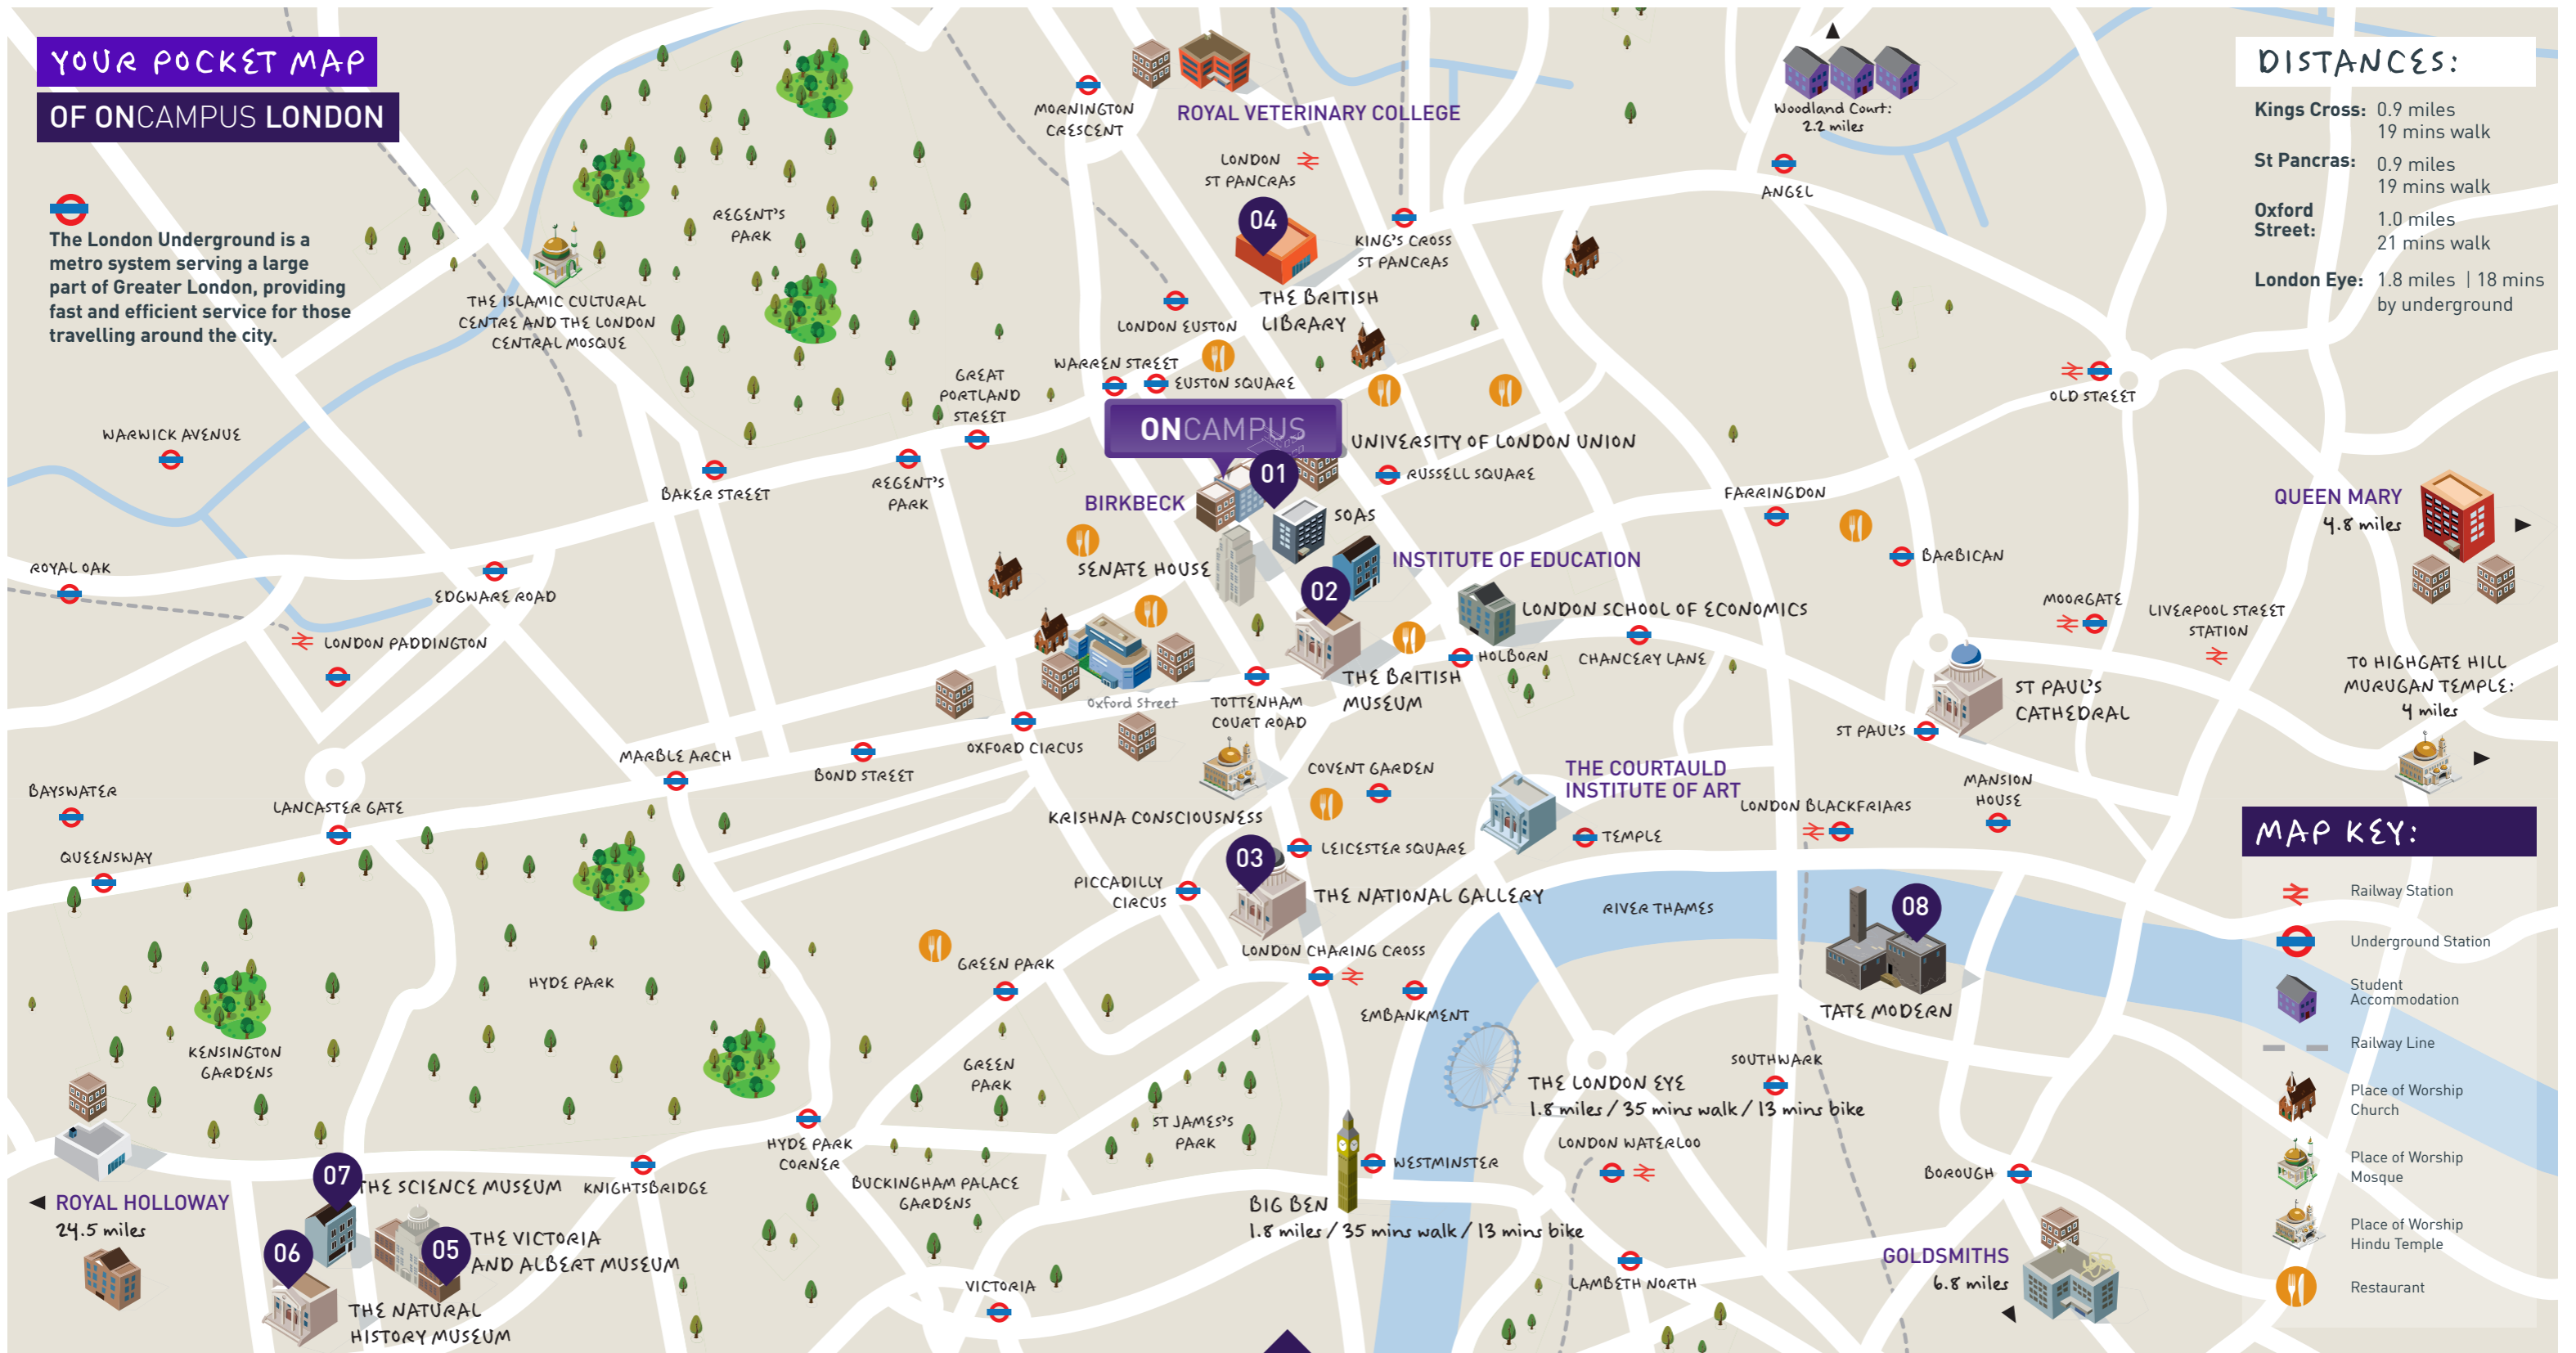 YOUR POCKET MAP
OF ONCAMPUS LONDON
The London Underground is a
metro system serving a large
part of Greater London, providing
fast and efficient service for those
travelling around the city.
DISTANCES:
Kings Cross: 0.9 miles
19 mins walk
St Pancras: 0.9 miles
19 mins walk
Oxford
Street: 1.0 miles
21 mins walk
London Eye: 1.8 miles | 18 mins
by underground
MORNINGTON
CRESCENT
ROYAL VETERINARY COLLEGE
LONDON
ST PANCRAS
Woodland Court:
2.2 miles
ANGEL
REGENT'S
PARK
04
KING'S CROSS
ST PANCRAS
THE BRITISH
LIBRARY
THE ISLAMIC CULTURAL
CENTRE AND THE LONDON
CENTRAL MOSQUE
LONDON EUSTON
WARREN STREET
EUSTON SQUARE
GREAT
PORTLAND
STREET
OLD STREET
WARWICK AVENUE
ONCAMPUS
UNIVERSITY OF LONDON UNION
01
RUSSELL SQUARE
BAKER STREET
REGENT'S
PARK
BIRKBECK
SOAS
FARRINGDON
QUEEN MARY
4.8 miles
BARBICAN
ROYAL OAK
EDGWARE ROAD
SENATE HOUSE
INSTITUTE OF EDUCATION
02
LONDON SCHOOL OF ECONOMICS
MOORGATE
LIVERPOOL STREET
STATION
LONDON PADDINGTON
HOLBORN
CHANCERY LANE
THE BRITISH
MUSEUM
ST PAUL'S
CATHEDRAL
TO HIGHGATE HILL
MURUGAN TEMPLE:
4 miles
Oxford Street
TOTTENHAM
COURT ROAD
ST PAUL'S
OXFORD CIRCUS
MARBLE ARCH
BOND STREET
BAYSWATER
LANCASTER GATE
COVENT GARDEN
THE COURTAULD
INSTITUTE OF ART
MANSION
HOUSE
LONDON BLACKFRIARS
KRISHNA CONSCIOUSNESS
TEMPLE
QUEENSWAY
03
LEICESTER SQUARE
PICCADILLY
CIRCUS
THE NATIONAL GALLERY
RIVER THAMES
08
MAP KEY:
Railway Station
Underground Station
Student
Accommodation
Railway Line
Place of Worship
Church
Place of Worship
Mosque
Place of Worship
Hindu Temple
Restaurant
LONDON CHARING CROSS
GREEN PARK
HYDE PARK
EMBANKMENT
TATE MODERN
KENSINGTON
GARDENS
GREEN
PARK
SOUTHWARK
THE LONDON EYE
1.8 miles / 35 mins walk / 13 mins bike
ST JAMES'S
PARK
HYDE PARK
CORNER
LONDON WATERLOO
WESTMINSTER
BOROUGH
07
THE SCIENCE MUSEUM
KNIGHTSBRIDGE
BUCKINGHAM PALACE
GARDENS
ROYAL HOLLOWAY
24.5 miles
BIG BEN
1.8 miles / 35 mins walk / 13 mins bike
06
05
THE VICTORIA
AND ALBERT MUSEUM
GOLDSMITHS
6.8 miles
VICTORIA
LAMBETH NORTH
THE NATURAL
HISTORY MUSEUM